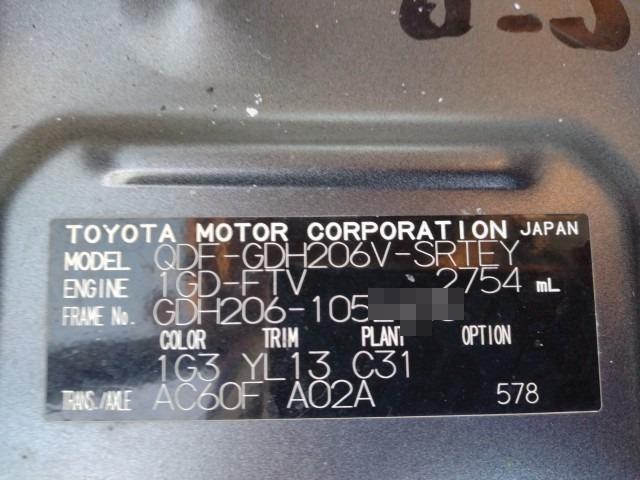 TOYOTA MOTOR CORPORATION JAPAN
MODEL QDF-GDH206V-SRTEY
ENGINE 1GD-FTV 2754 mL
FRAME No. GDH206-105
COLOR TRIM PLANT OPTION
1G3 YL13 C31
TRANS./AXLE AC60F A02A 578